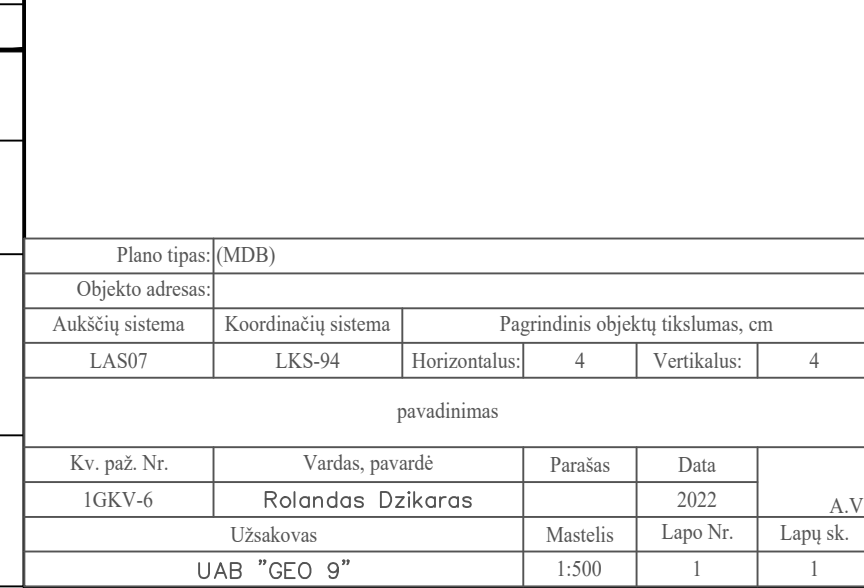 Plano tipas: (MDB)
Objekto adresas:
Aukščių sistema Koordinačių sistema Pagrindinis objektų tikslumas, cm
LAS07 LKS-94 Horizontalus: 4 Vertikalus: 4
pavadinimas
Kv. paž. Nr. Vardas, pavardė Parašas Data
1GKV-6 Rolandas Dzikaras 2022 A.V
Užsakovas Mastelis Lapo Nr. Lapų sk.
UAB "GEO 9" 1:500 1 1